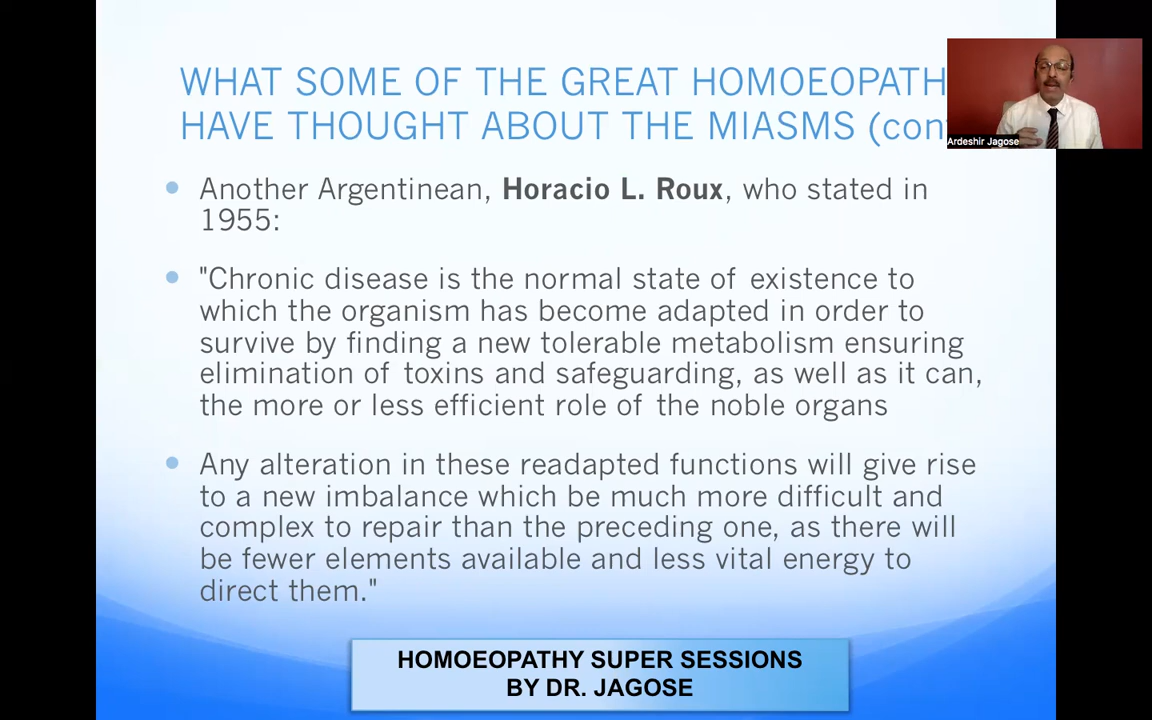 WHAT SOME OF THE GREAT HOMOEOPATH
HAVE THOUGHT ABOUT THE MIASMS (con
Ardeshir Jagose
Another Argentinean, Horacio L. Roux, who stated in
1955:
"Chronic disease is the normal state of existence to
which the organism has become adapted in order to
survive by finding a new tolerable metabolism ensuring
elimination of toxins and safeguarding, as well as it can,
the more or less efficient role of the noble organs
Any alteration in these readapted functions will give rise
to a new imbalance which be much more difficult and
complex to repair than the preceding one, as there will
be fewer elements available and less vital energy to
direct them."
HOMOEOPATHY SUPER SESSIONS
BY DR. JAGOSE